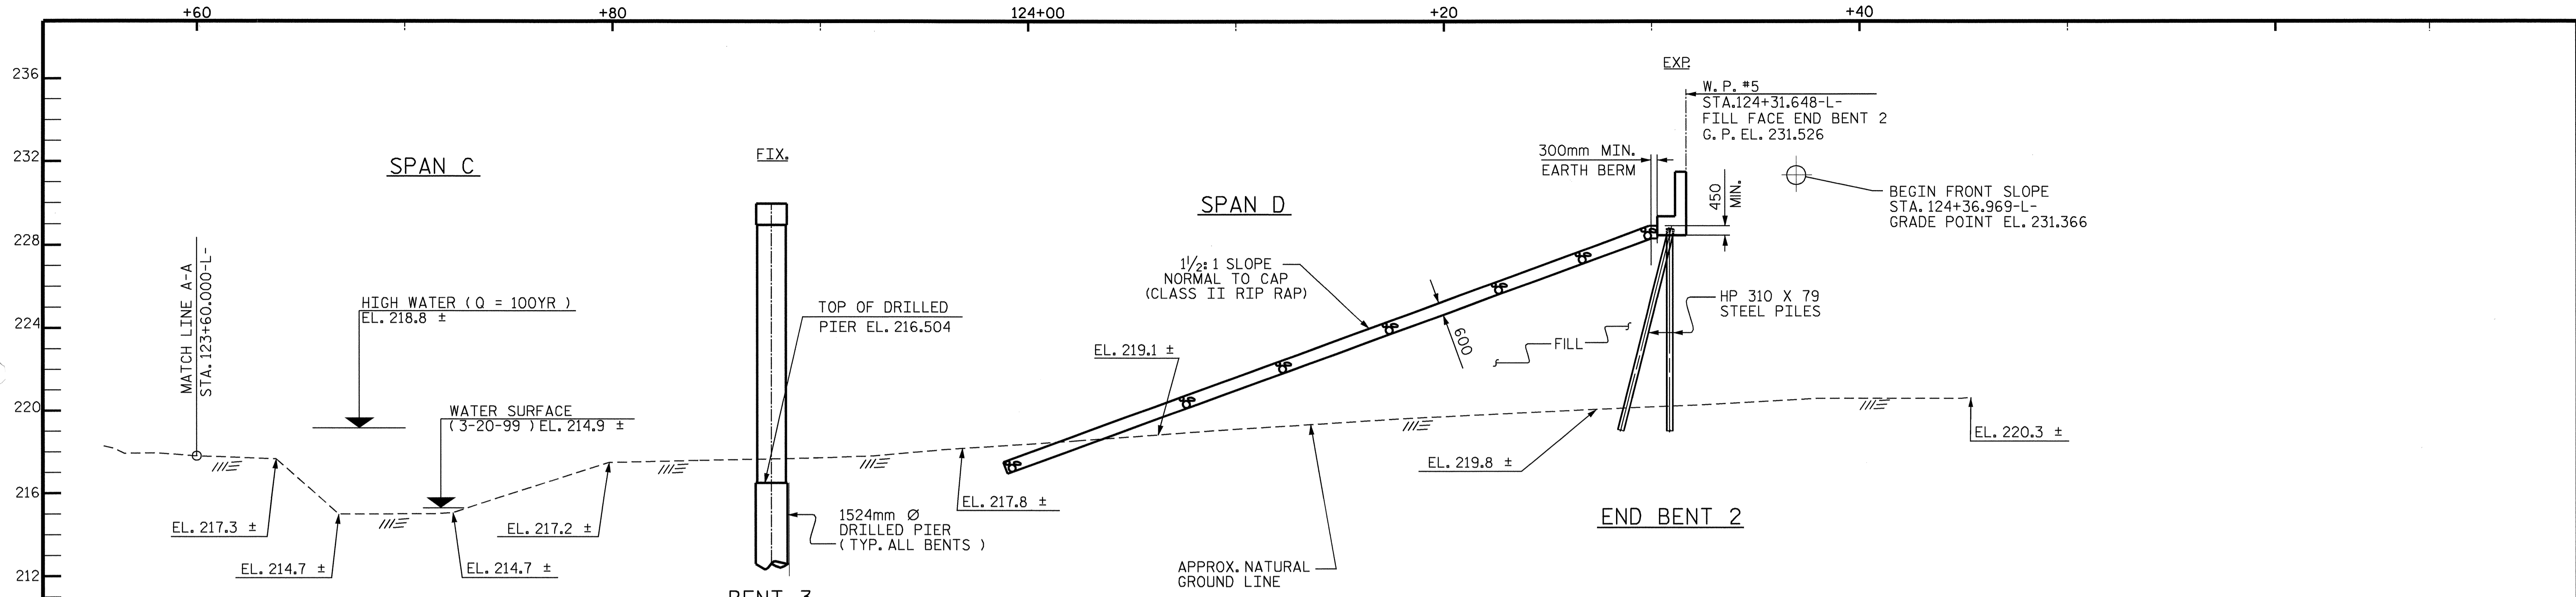 +60
+80
124+00
+20
+40
236
232
228
224
220
216
212
SPAN C
FIX.
SPAN D
EXP.
W.P. #5
STA.124+31.648-L-
FILL FACE END BENT 2
G.P. EL. 231.526
300mm MIN.
EARTH BERM
450
MIN.
BEGIN FRONT SLOPE
STA.124+36.969-L-
GRADE POINT EL. 231.366
MATCH LINE A-A
STA.123+60.000-L-
HIGH WATER ( Q = 100YR )
EL. 218.8 ±
WATER SURFACE
( 3-20-99 ) EL. 214.9 ±
TOP OF DRILLED
PIER EL. 216.504
1½:1 SLOPE
NORMAL TO CAP
(CLASS II RIP RAP)
600
FILL
HP 310 X 79
STEEL PILES
EL. 219.1 ±
EL. 217.3 ±
EL. 214.7 ±
EL. 214.7 ±
EL. 217.2 ±
1524mm Ø
DRILLED PIER
( TYP. ALL BENTS )
EL. 217.8 ±
EL. 219.8 ±
EL. 220.3 ±
APPROX. NATURAL
GROUND LINE
END BENT 2
BENT 3